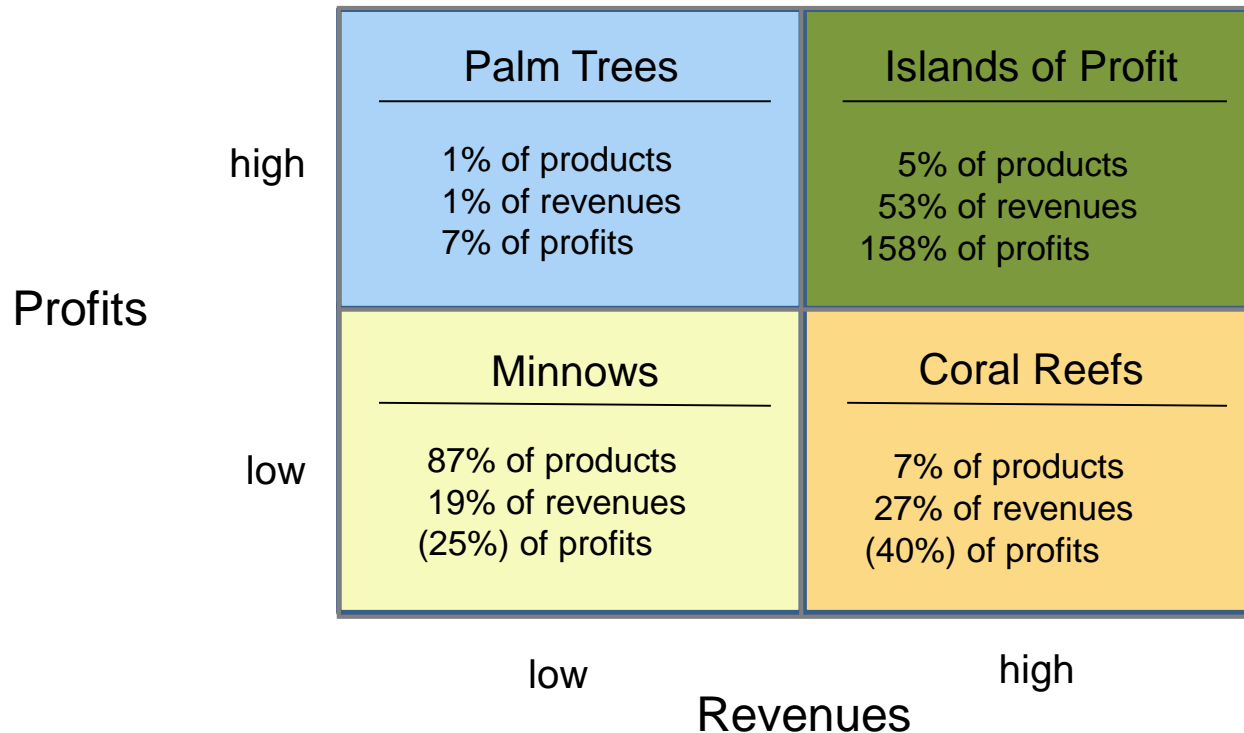 Palm Trees
1% of products
1% of revenues
7% of profits
Islands of Profit
5% of products
53% of revenues
158% of profits
high
Profits
Minnows
87% of products
19% of revenues
(25%) of profits
Coral Reefs
7% of products
27% of revenues
(40%) of profits
low
low
high
Revenues